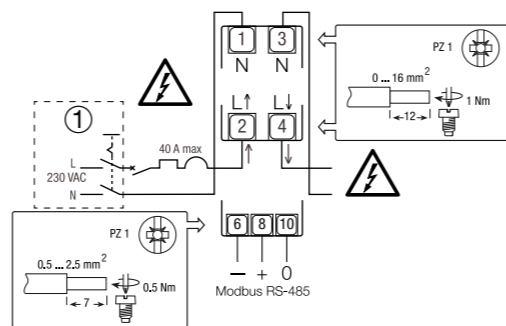 1 3
N N
L↑ L↓
2 4
PZ 1
0 ... 16 mm²
1 Nm
12
1
40 A max
L
230 VAC
N
PZ 1
0.5 ... 2.5 mm²
0.5 Nm
7
6 8 10
— + 0
Modbus RS-485